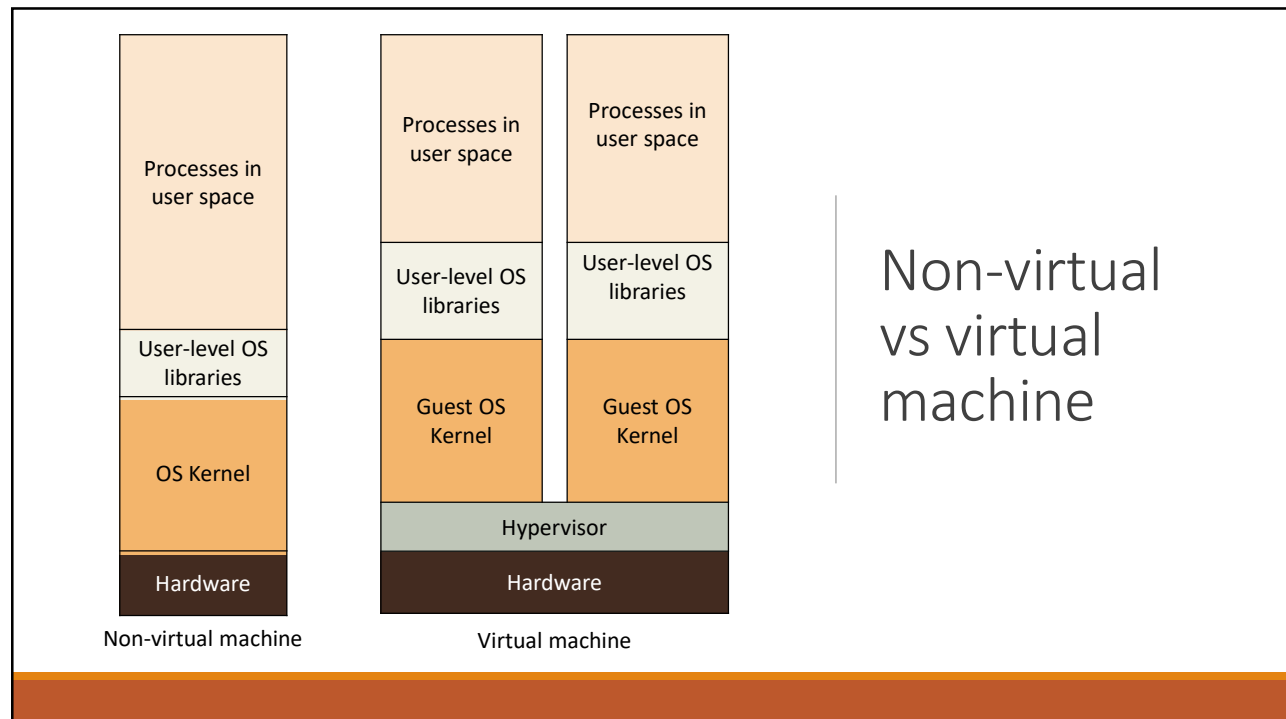 Processes in
user space
User-level OS
libraries
OS Kernel
Hardware
Non-virtual machine
Processes in
user space
User-level OS
libraries
Guest OS
Kernel
Processes in
user space
User-level OS
libraries
Guest OS
Kernel
Hypervisor
Hardware
Virtual machine
Non-virtual
vs virtual
machine